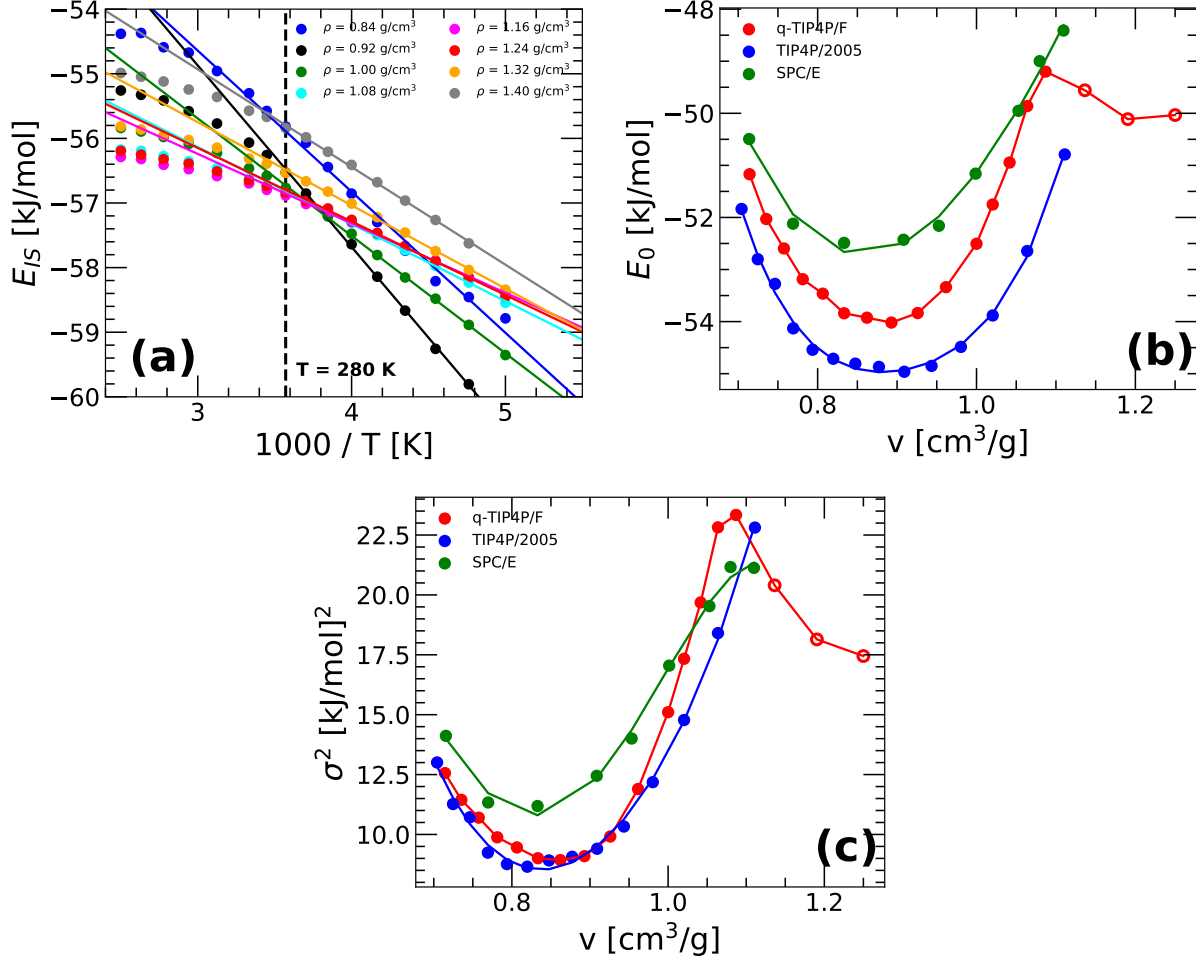 −54
−55
−56
−57
−58
−59
−60
E_IS [kJ/mol]
ρ = 0.84 g/cm³
ρ = 0.92 g/cm³
ρ = 1.00 g/cm³
ρ = 1.08 g/cm³
ρ = 1.16 g/cm³
ρ = 1.24 g/cm³
ρ = 1.32 g/cm³
ρ = 1.40 g/cm³
(a)
T = 280 K
3
4
5
1000 / T [K]
−48
−50
−52
−54
E₀ [kJ/mol]
q-TIP4P/F
TIP4P/2005
SPC/E
(b)
0.8
1.0
1.2
v [cm³/g]
22.5
20.0
17.5
15.0
12.5
10.0
σ² [kJ/mol]²
q-TIP4P/F
TIP4P/2005
SPC/E
(c)
0.8
1.0
1.2
v [cm³/g]